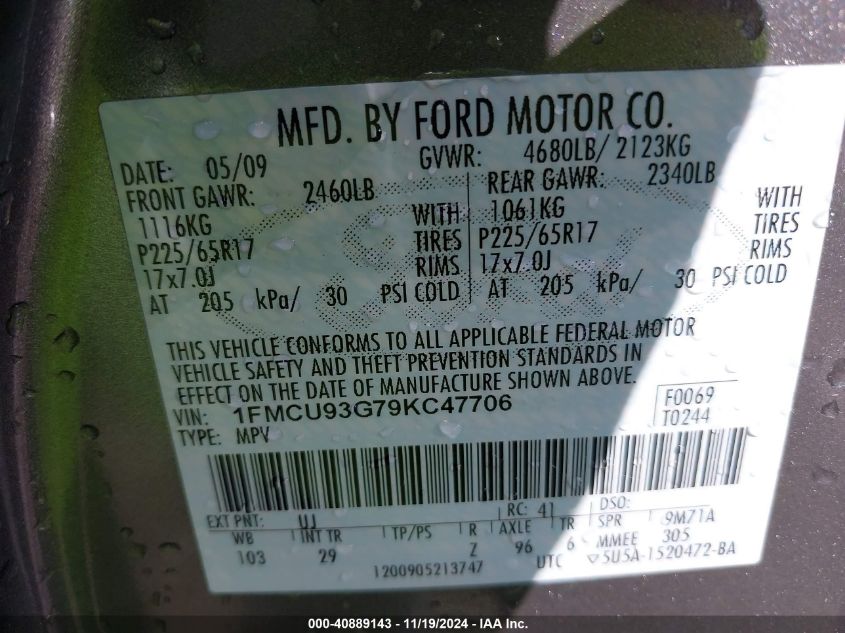 MFD. BY FORD MOTOR CO.
DATE: 05/09 GVWR: 4680LB/ 2123KG
FRONT GAWR: 2460LB REAR GAWR: 2340LB
1116KG WITH 1061KG WITH
P225/65R17 TIRES P225/65R17 TIRES
17x7.0J RIMS 17x7.0J RIMS
AT 205 kPa/ 30 PSI COLD AT 205 kPa/ 30 PSI COLD
THIS VEHICLE CONFORMS TO ALL APPLICABLE FEDERAL MOTOR
VEHICLE SAFETY AND THEFT PREVENTION STANDARDS IN
EFFECT ON THE DATE OF MANUFACTURE SHOWN ABOVE.
VIN: 1FMCU93G79KC47706 F0069
TYPE: MPV T0244
EXT PNT: UJ RC: 41 DSO:
WB INT TR TP/PS R AXLE TR SPR 9M71A
103 29 Z 96 6 MMEE 305
1200905213747 UTC ▽5U5A-1520472-BA
000-40889143 - 11/19/2024 - IAA Inc.